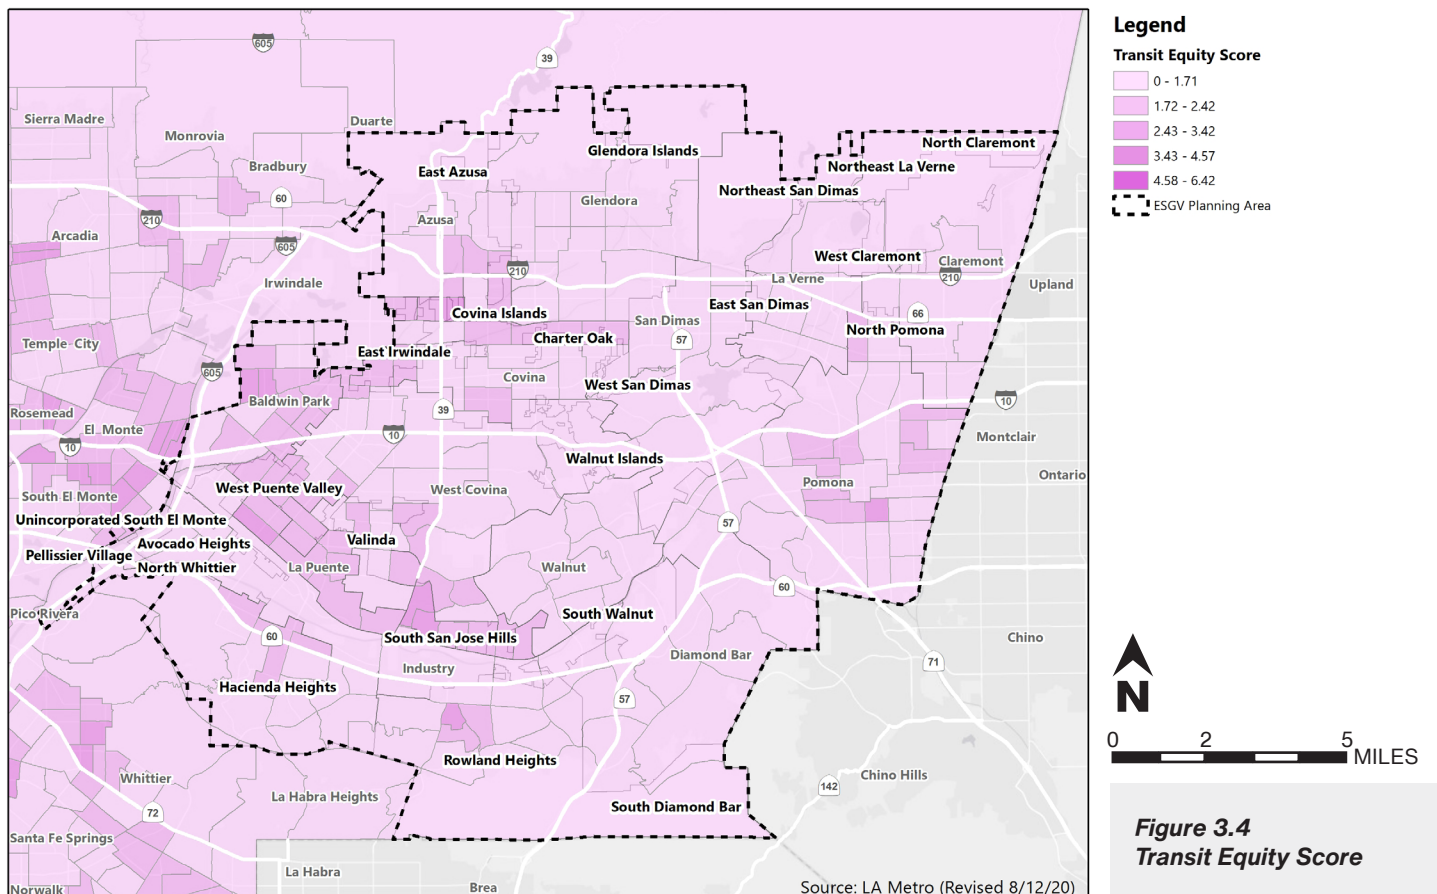 Legend
Transit Equity Score
0 - 1.71
1.72 - 2.42
2.43 - 3.42
3.43 - 4.57
4.58 - 6.42
ESGV Planning Area
605
39
Sierra Madre
Monrovia
Duarte
Bradbury
60
Glendora Islands
North Claremont
East Azusa
Northeast La Verne
Northeast San Dimas
Glendora
210
Azusa
Arcadia
605
West Claremont
Claremont
210
210
La Verne
Irwindale
Upland
East San Dimas
Covina Islands
San Dimas
66
North Pomona
Charter Oak
57
Temple City
East Irwindale
605
Covina
West San Dimas
Baldwin Park
10
Rosemead
39
El Monte
10
10
Montclair
Walnut Islands
Ontario
Pomona
West Puente Valley
West Covina
South El Monte
Unincorporated South El Monte
57
Avocado Heights
Valinda
Pellissier Village
North Whittier
La Puente
Walnut
60
Pico Rivera
South Walnut
60
South San Jose Hills
Chino
Diamond Bar
71
Industry
Hacienda Heights
57
Rowland Heights
Whittier
Chino Hills
142
La Habra Heights
South Diamond Bar
72
Santa Fe Springs
La Habra
Norwalk
Brea
Source: LA Metro (Revised 8/12/20)
N
0 2 5
MILES
Figure 3.4
Transit Equity Score